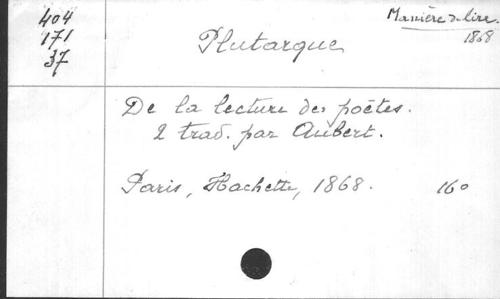 404
171
37
Manière de lire.
1868
Plutarque
De la lecture des poètes.
2 trad. par Aubert.
Paris, Hachette, 1868. 16º